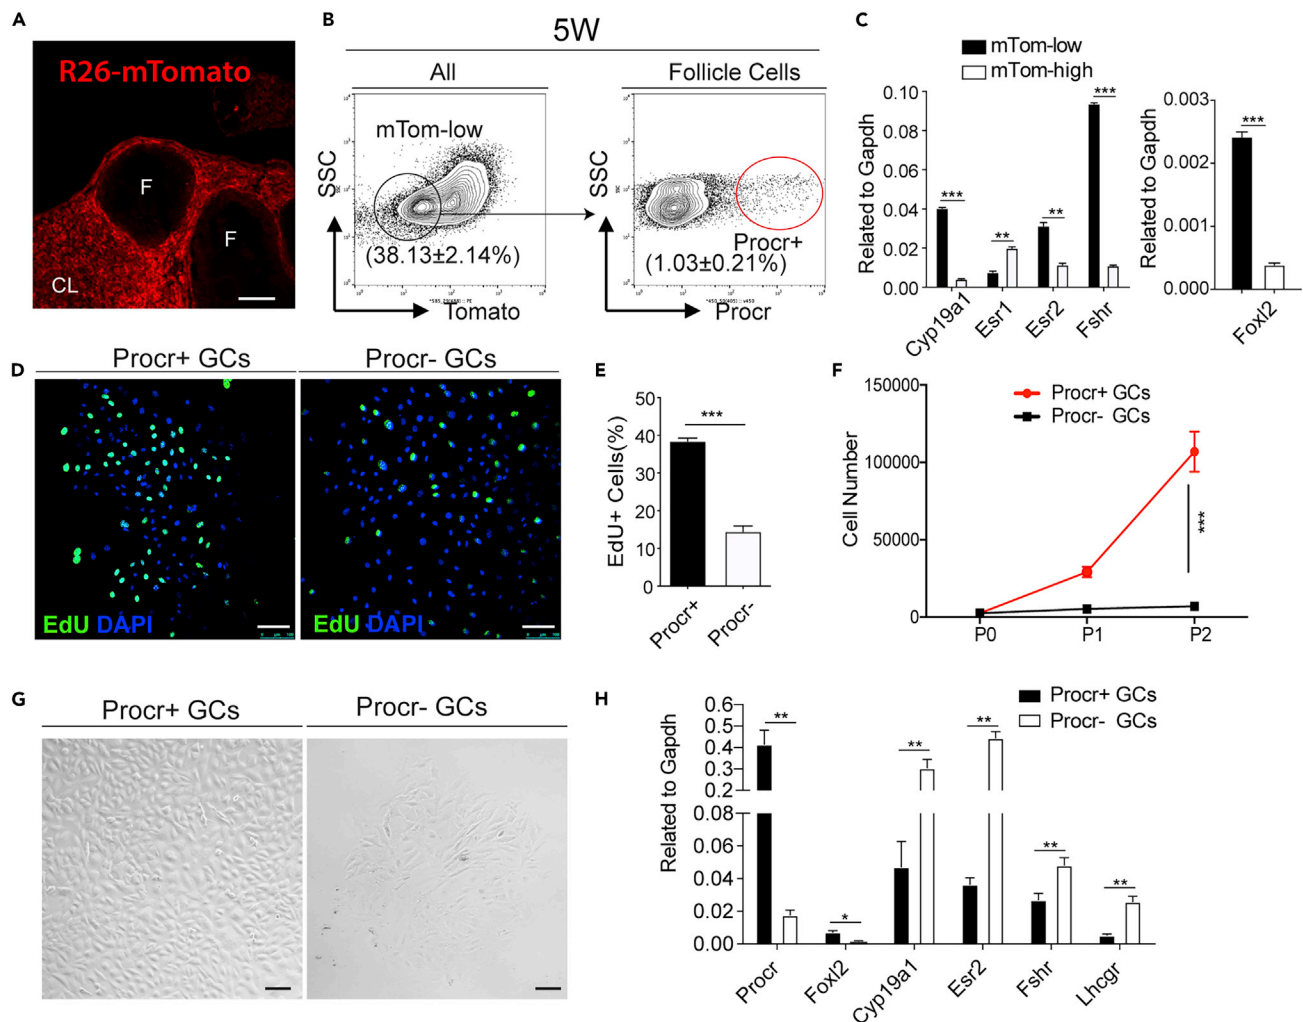 A
R26-mTomato
F
F
CL
B
5W
All
Follicle Cells
SSC
mTom-low
(38.13±2.14%)
Tomato
SSC
Procr+
(1.03±0.21%)
Procr
C
mTom-low
mTom-high
Related to Gapdh
0.10
0.08
0.06
0.04
0.02
0.00
***
**
**
***
Cyp19a1
Esr1
Esr2
Fshr
Related to Gapdh
0.003
0.002
0.001
0.000
***
Foxl2
D
Procr+ GCs
Procr- GCs
EdU DAPI
EdU DAPI
E
EdU+ Cells(%)
50
40
30
20
10
0
***
Procr+
Procr-
F
Procr+ GCs
Procr- GCs
Cell Number
150000
100000
50000
0
***
P0
P1
P2
G
Procr+ GCs
Procr- GCs
H
Procr+ GCs
Procr- GCs
Related to Gapdh
0.6
0.5
0.4
0.3
0.2
0.08
0.06
0.04
0.02
0.00
**
*
**
**
**
**
Procr
Foxl2
Cyp19a1
Esr2
Fshr
Lhcgr